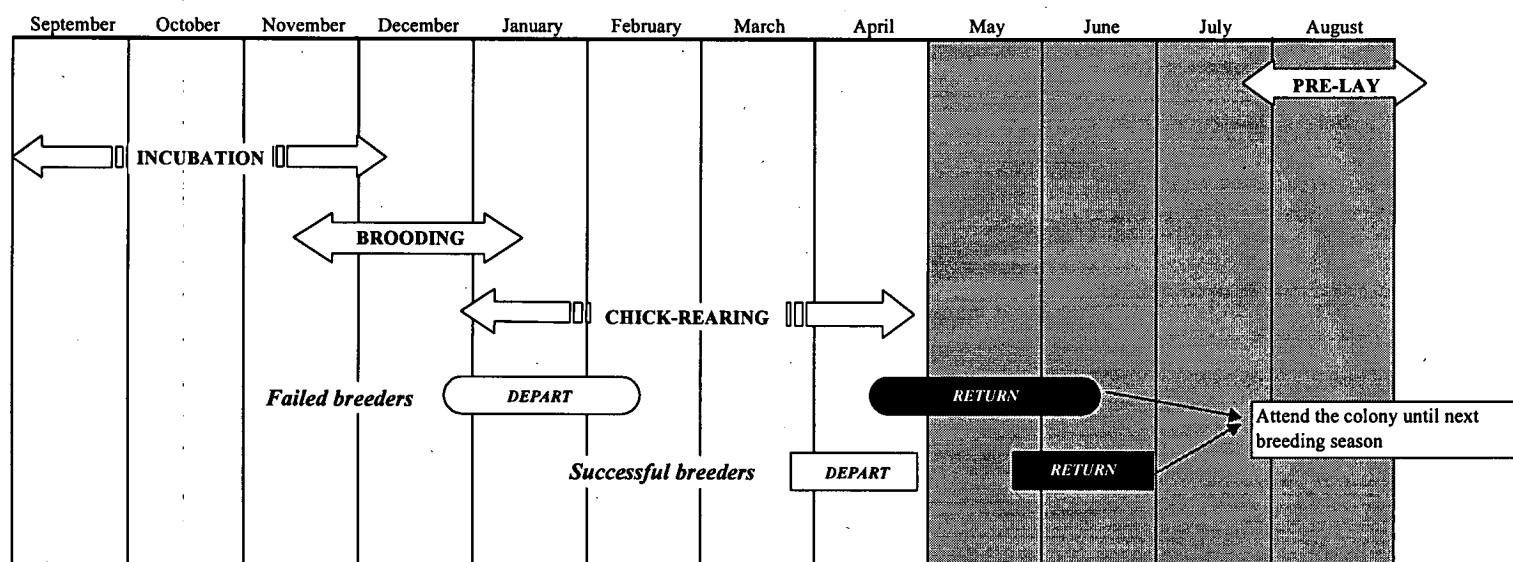 September October November December January February March April May June July August
PRE-LAY
INCUBATION
BROODING
CHICK-REARING
Failed breeders DEPART RETURN
Attend the colony until next
breeding season
Successful breeders DEPART RETURN